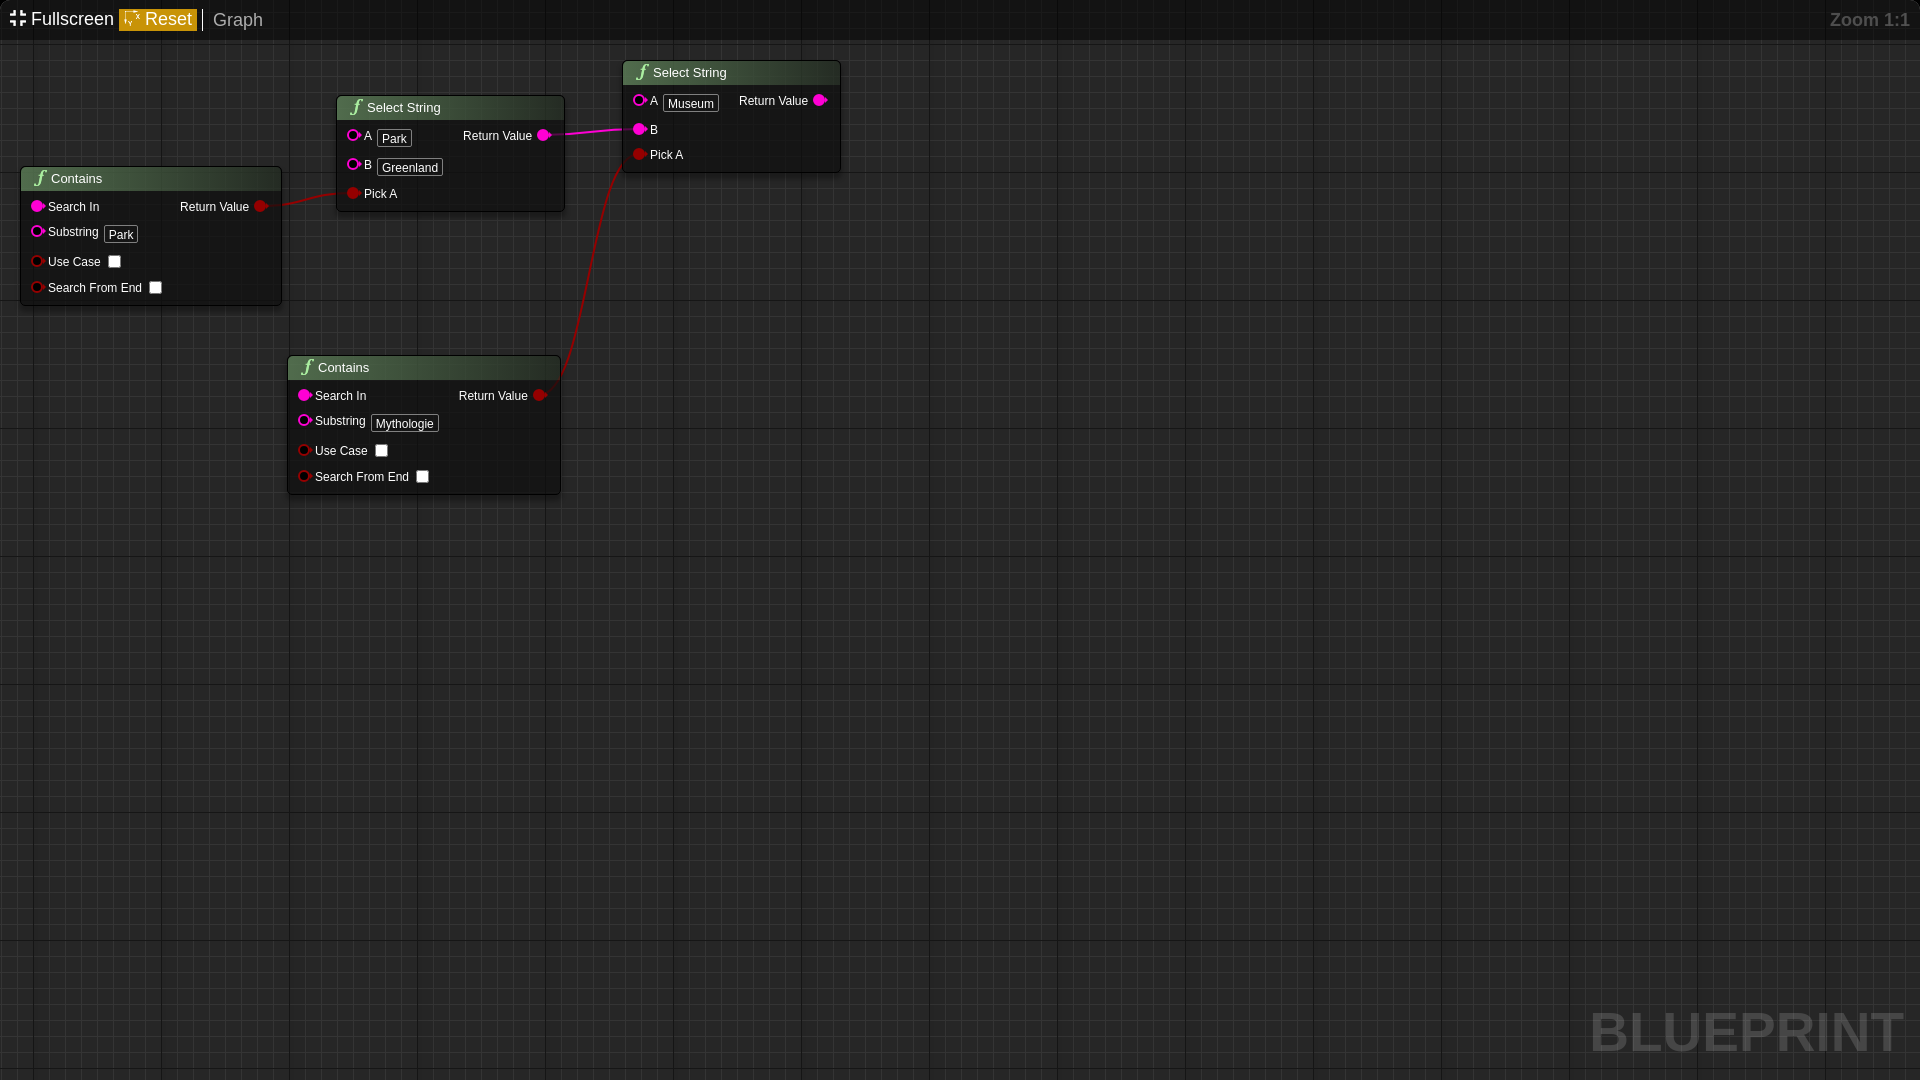 Fullscreen Reset Graph Zoom 1:1
Select String
A Museum Return Value
B
Pick A
Select String
A Park Return Value
B Greenland
Pick A
Contains
Search In Return Value
Substring Park
Use Case
Search From End
Contains
Search In Return Value
Substring Mythologie
Use Case
Search From End
BLUEPRINT